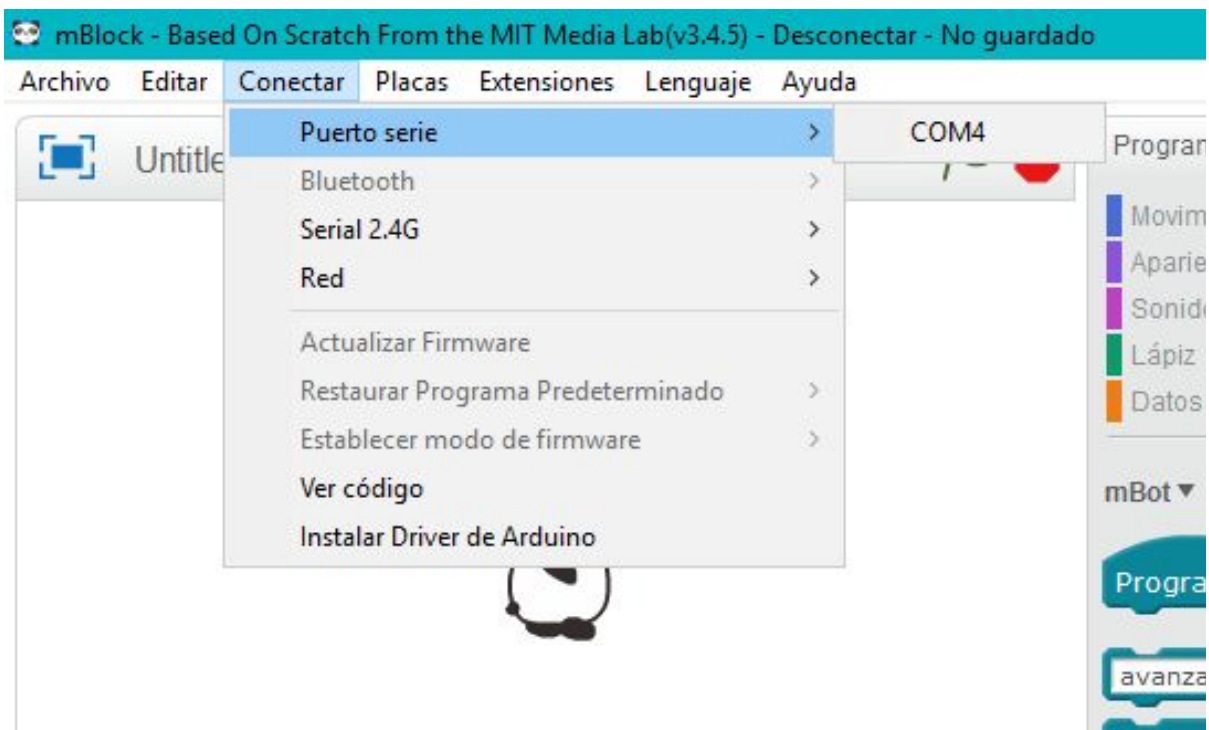 mBlock - Based On Scratch From the MIT Media Lab(v3.4.5) - Desconectar - No guardado
Archivo Editar Conectar Placas Extensiones Lenguaje Ayuda
Puerto serie
COM4
Bluetooth
Serial 2.4G
Red
Actualizar Firmware
Restaurar Programa Predeterminado
Establecer modo de firmware
Ver código
Instalar Driver de Arduino
Untitle
Program
Movim
Aparie
Sonido
Lápiz
Datos
mBot
Progra
avanza